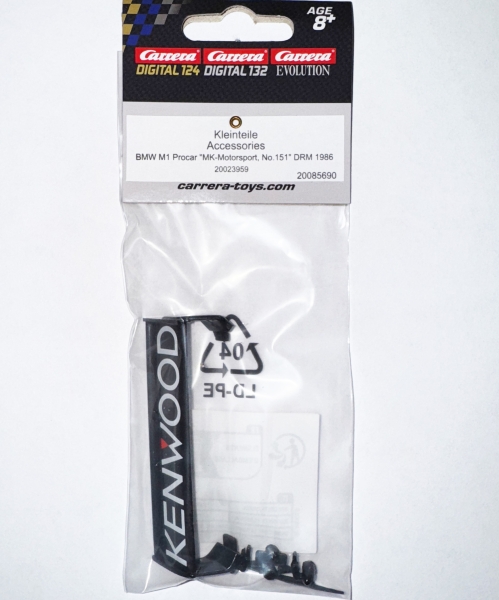 AGE
8+
Carrera Carrera Carrera
DIGITAL 124 DIGITAL 132 EVOLUTION
Kleinteile
Accessories
BMW M1 Procar "MK-Motorsport, No.151" DRM 1986
20023959
20085690
carrera-toys.com
KENWOOD
04
LD-PE